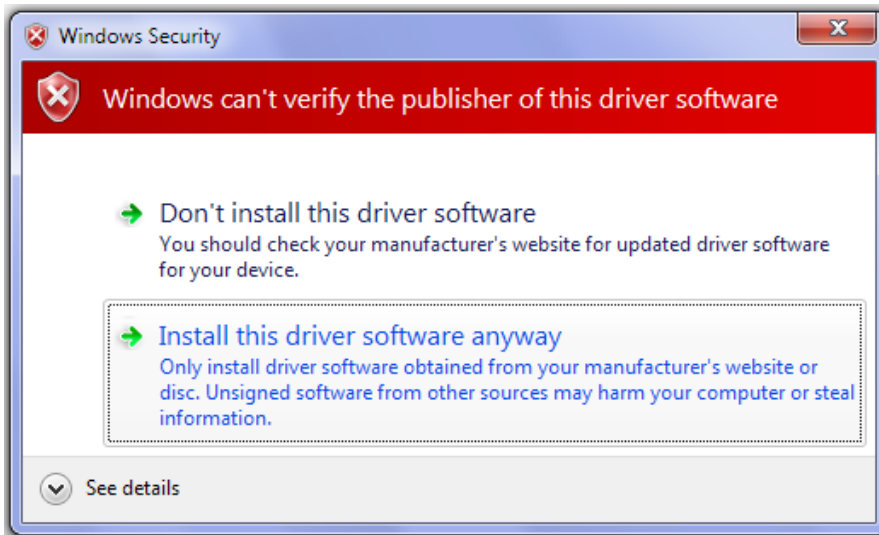 Windows Security
Windows can't verify the publisher of this driver software
Don't install this driver software
You should check your manufacturer's website for updated driver software
for your device.
Install this driver software anyway
Only install driver software obtained from your manufacturer's website or
disc. Unsigned software from other sources may harm your computer or steal
information.
See details